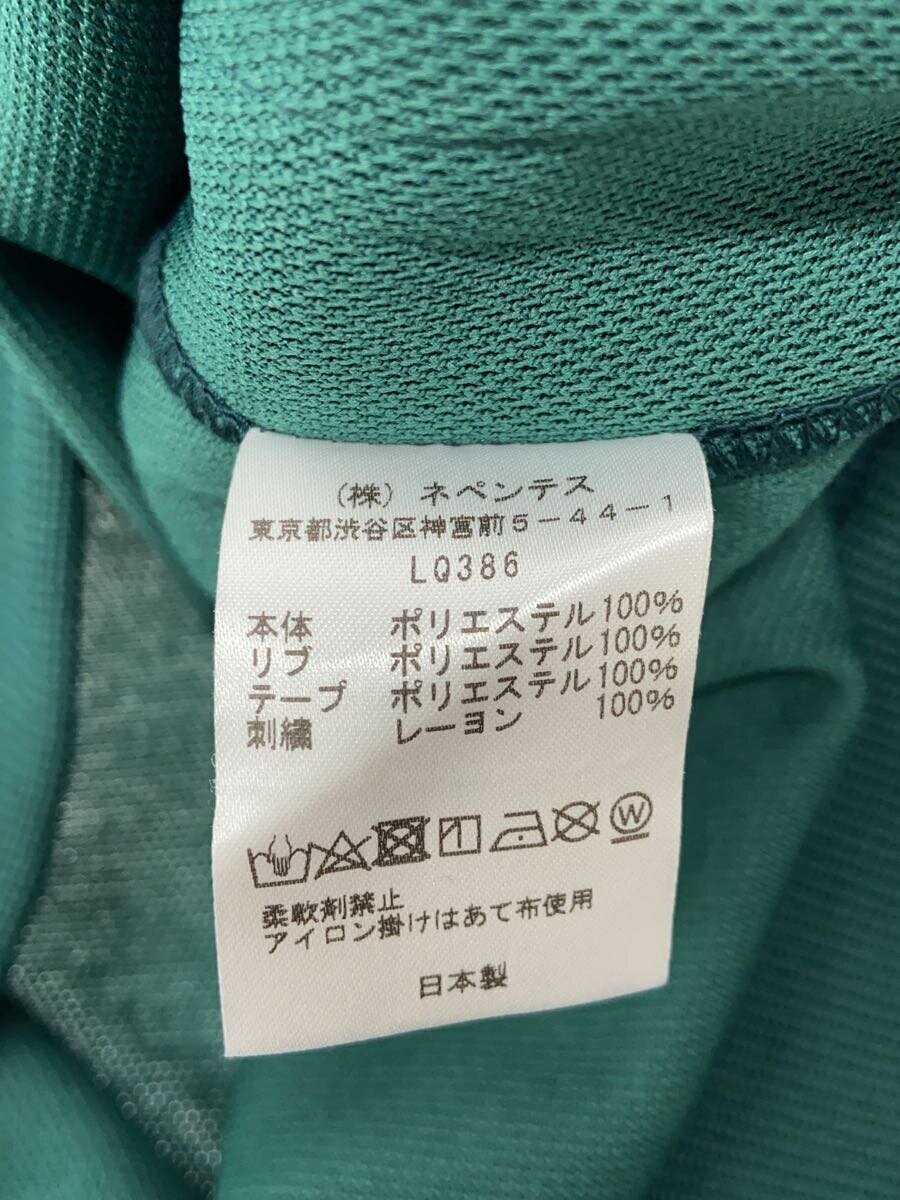 (株) ネペンテス
東京都渋谷区神宮前5-44-1
LQ386
本体 ポリエステル100%
リブ ポリエステル100%
テープ ポリエステル100%
刺繍 レーヨン 100%
W
柔軟剤禁止
アイロン掛けはあて布使用
日本製